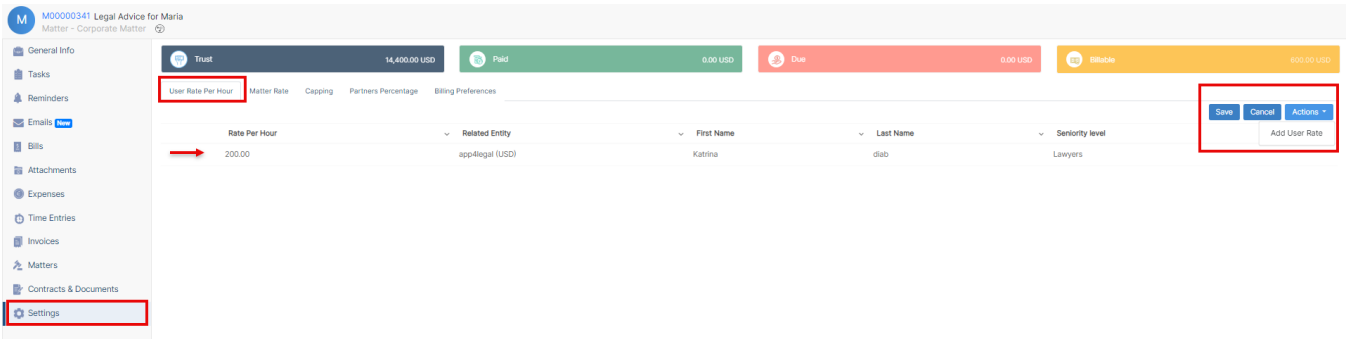 M
M00000341 Legal Advice for Maria
Matter - Corporate Matter
General Info
Tasks
Reminders
Emails New
Bills
Attachments
Expenses
Time Entries
Invoices
Matters
Contracts & Documents
Settings
Trust 14,400.00 USD
Paid 0.00 USD
Due 0.00 USD
Billable 800.00 USD
User Rate Per Hour Matter Rate Capping Partners Percentage Billing Preferences
Save Cancel Actions
Add User Rate
Rate Per Hour Related Entity First Name Last Name Seniority level
200.00 app4legal (USD) Katrina diab Lawyers